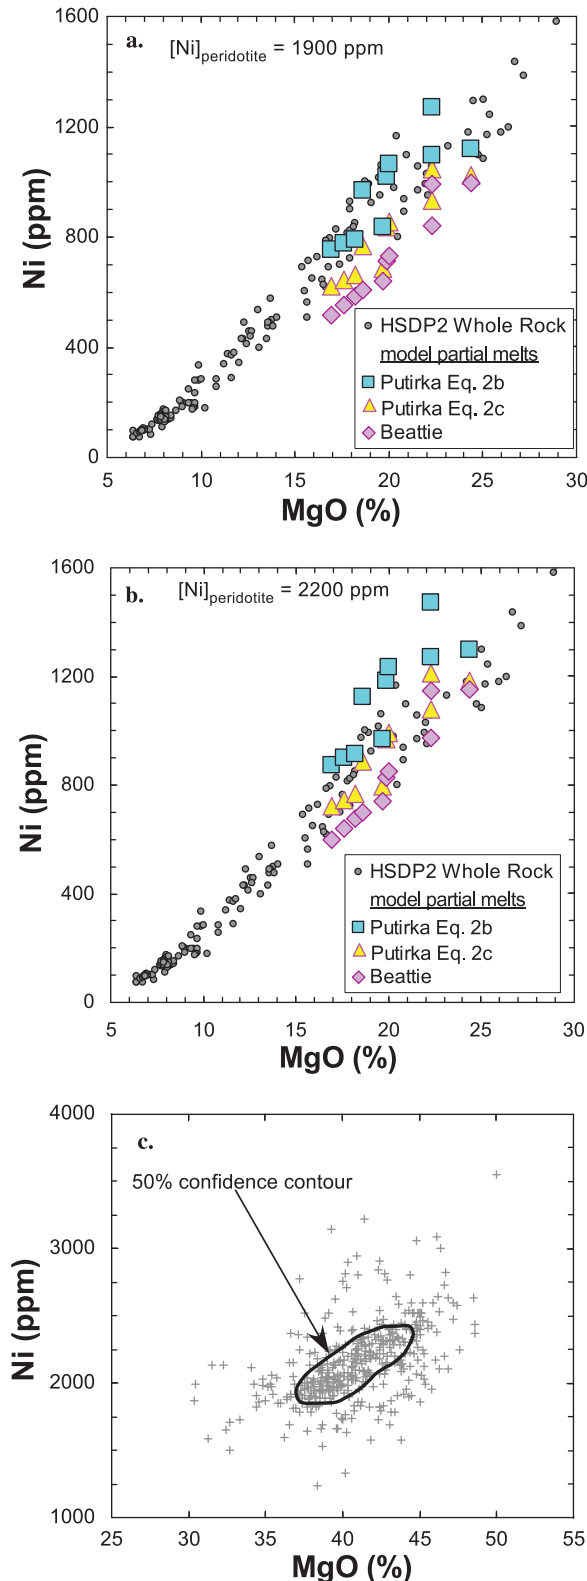 a. [Ni]peridotite = 1900 ppm
1600
1200
800
400
0
Ni (ppm)
HSDP2 Whole Rock
model partial melts
Putirka Eq. 2b
Putirka Eq. 2c
Beattie
5 10 15 20 25 30
MgO (%)
b. [Ni]peridotite = 2200 ppm
1600
1200
800
400
0
Ni (ppm)
HSDP2 Whole Rock
model partial melts
Putirka Eq. 2b
Putirka Eq. 2c
Beattie
5 10 15 20 25 30
MgO (%)
c.
50% confidence contour
4000
3000
2000
1000
Ni (ppm)
25 30 35 40 45 50 55
MgO (%)